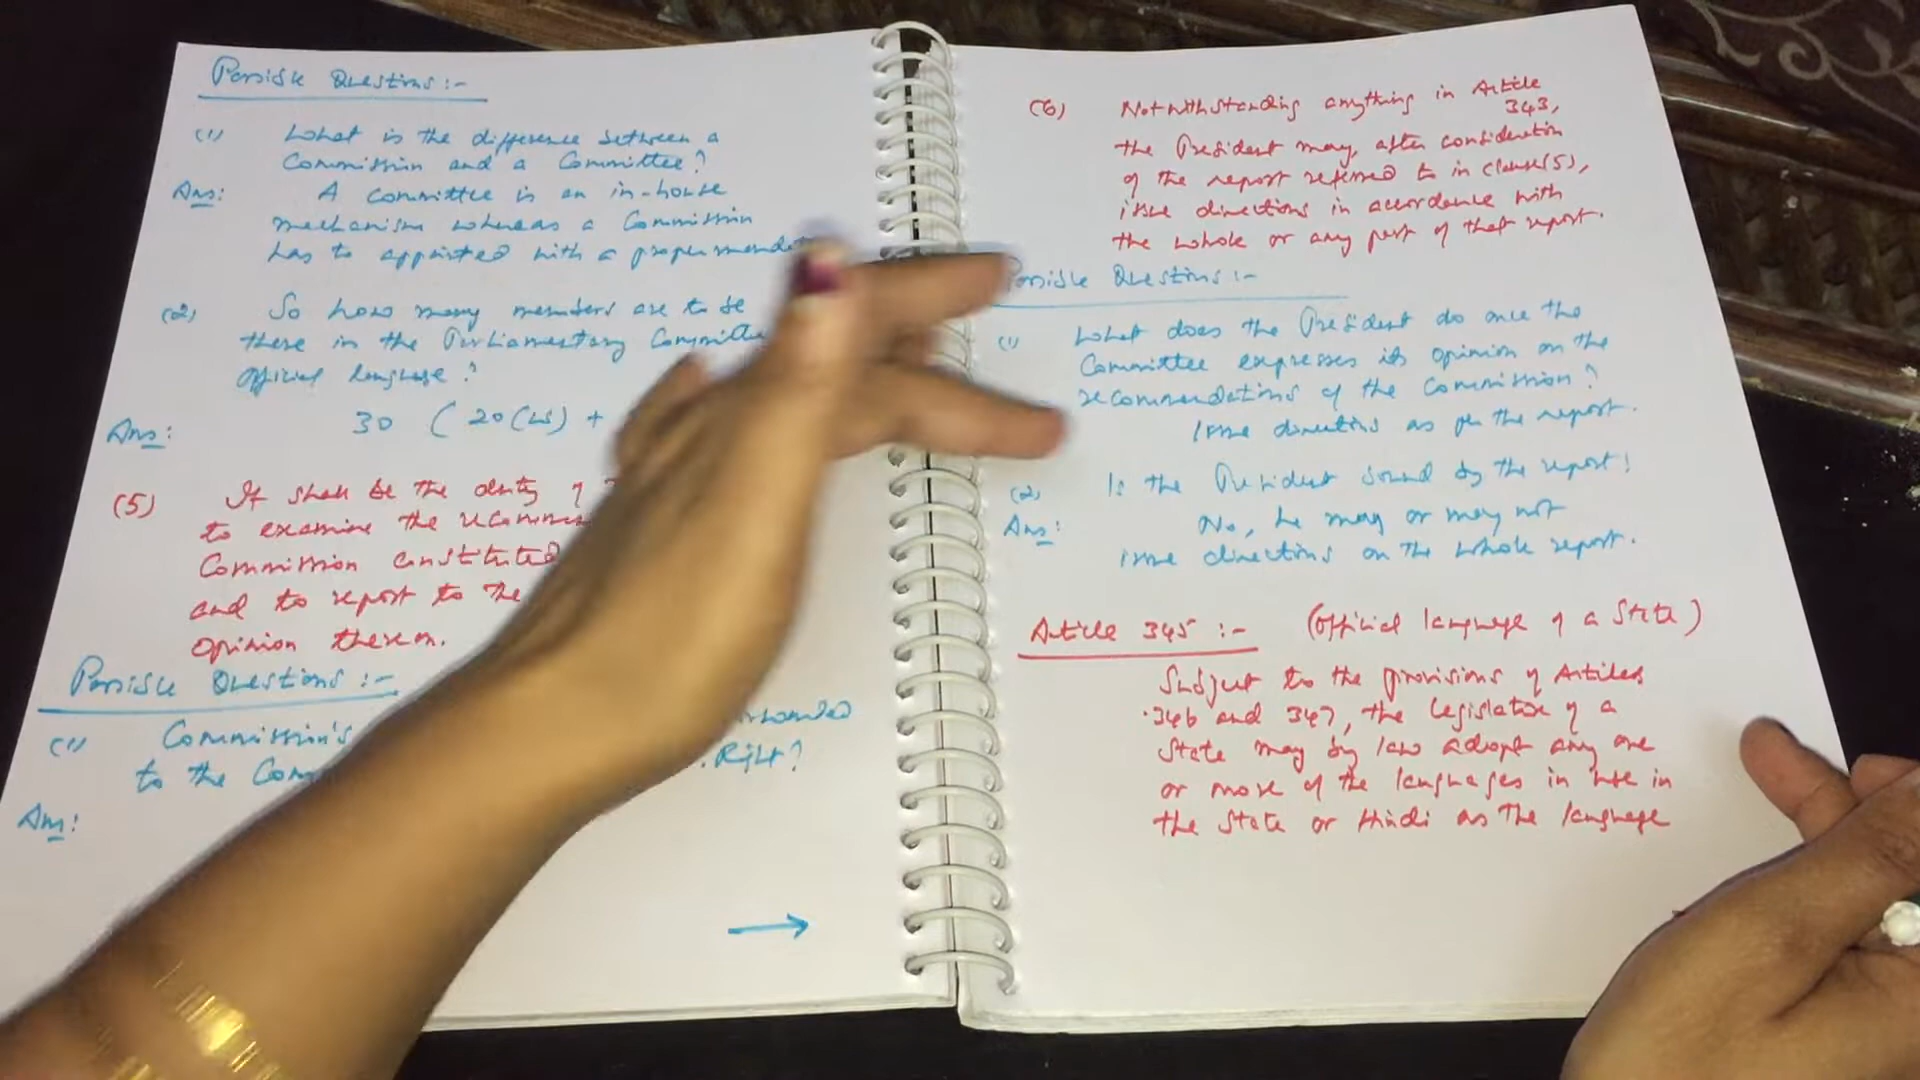 Possible Questions :-
(1) What is the difference between a
Commission and a Committee?
Ans: A committee is an in-house
mechanism whereas a Commission
has to appointed with a proper
(2) So how many members are to be
there in the Parliamentary Committee
official language?
Ans: 30 (20(LS) +
(5) It shall be the duty of
to examine the
Commission constituted
and to report to the
opinion thereon.
Possible Questions :-
(1) Commission's
to the Right?
Ans:
(6) Notwithstanding anything in Article
343,
the President may, after consideration
of the report referred to in clause(5),
issue directions in accordance with
the whole or any part of that report.
Possible Questions :-
(1) What does the President do once the
Committee expresses its opinion on the
recommendations of the Commission?
Issue directions as per the report.
(2) Is the President bound by the report?
Ans: No, he may or may not
issue directions on the whole report.
Article 345 :- (Official language of a State)
Subject to the provisions of Articles
346 and 347, the legislature of a
State may by law adopt any one
or more of the languages in use in
the State or Hindi as the language